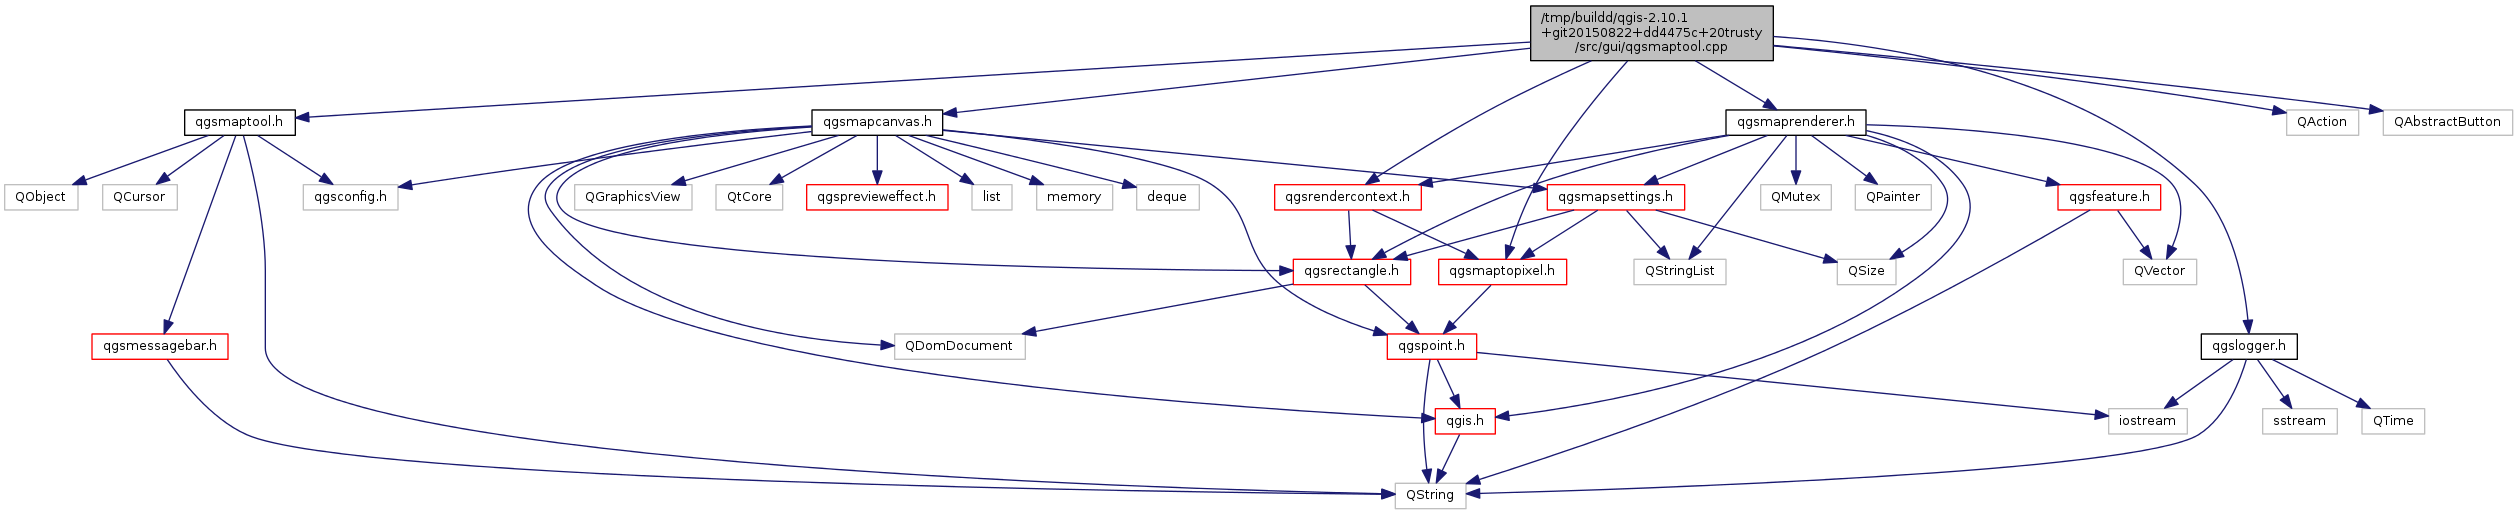 /tmp/buildd/qgis-2.10.1
+git20150822+dd4475c+20trusty
/src/gui/qgsmaptool.cpp
qgsmaptool.h
qgsmapcanvas.h
qgsmaprenderer.h
QAction
QAbstractButton
QObject
QCursor
qgsconfig.h
QGraphicsView
QtCore
qgspreviewеffect.h
list
memory
deque
qgsrendercontext.h
qgsmapsettings.h
QMutex
QPainter
qgsfeature.h
qgsrectangle.h
qgsmaptopixel.h
QStringList
QSize
QVector
qgsmessagebar.h
QDomDocument
qgspoint.h
qgslogger.h
qgis.h
iostream
sstream
QTime
QString